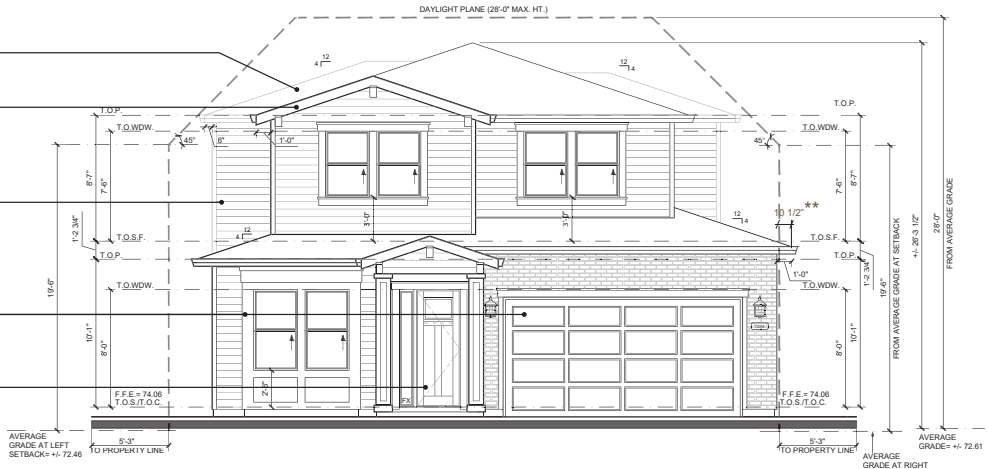 DAYLIGHT PLANE (28'-0" MAX. HT.)
12
4
12
4
T.O.P.
T.O.P.
T.O.WDW.
T.O.WDW.
45°
6"
1'-0"
45°
8'-7"
7'-6"
7'-6"
8'-7"
3'-0"
3'-0"
10 1/2" **
12
4
12
4
1'-2 3/4"
T.O.S.F.
T.O.S.F.
T.O.P.
T.O.P.
1'-0"
1'-2 3/4"
T.O.WDW.
T.O.WDW.
19'-6"
10'-1"
8'-0"
8'-0"
10'-1"
19'-6"
FROM AVERAGE GRADE AT SETBACK
+/- 26'-3 1/2"
28'-0"
FROM AVERAGE GRADE
2'-5"
FX
F.F.E.= 74.06
T.O.S./T.O.C.
F.F.E.= 74.06
T.O.S./T.O.C.
AVERAGE
GRADE AT LEFT
SETBACK= +/- 72.46
5'-3"
TO PROPERTY LINE
5'-3"
TO PROPERTY LINE
AVERAGE
GRADE AT RIGHT
AVERAGE
GRADE= +/- 72.61